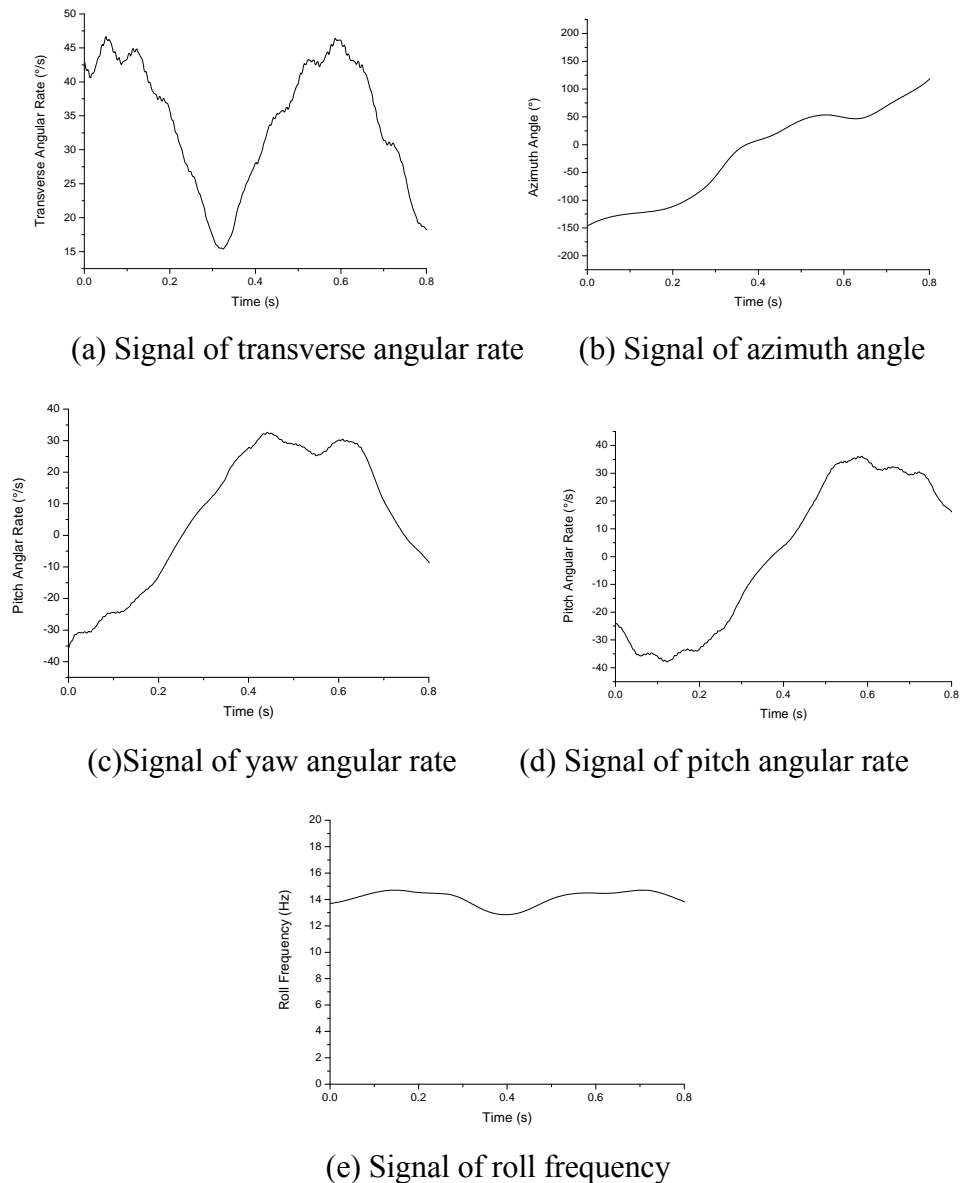 50
45
40
35
30
25
20
15
0.0 0.2 0.4 0.6 0.8
Transverse Angular Rate (°/s)
Time (s)
200
150
100
50
0
-50
-100
-150
-200
0.0 0.2 0.4 0.6 0.8
Azimuth Angle (°)
Time (s)
(a) Signal of transverse angular rate
(b) Signal of azimuth angle
40
30
20
10
0
-10
-20
-30
-40
0.0 0.2 0.4 0.6 0.8
Pitch Anglar Rate (°/s)
Time (s)
40
30
20
10
0
-10
-20
-30
-40
0.0 0.2 0.4 0.6 0.8
Pitch Angular Rate (°/s)
Time (s)
(c)Signal of yaw angular rate
(d) Signal of pitch angular rate
20
18
16
14
12
10
8
6
4
2
0
0.0 0.2 0.4 0.6 0.8
Roll Frequency (Hz)
Time (s)
(e) Signal of roll frequency